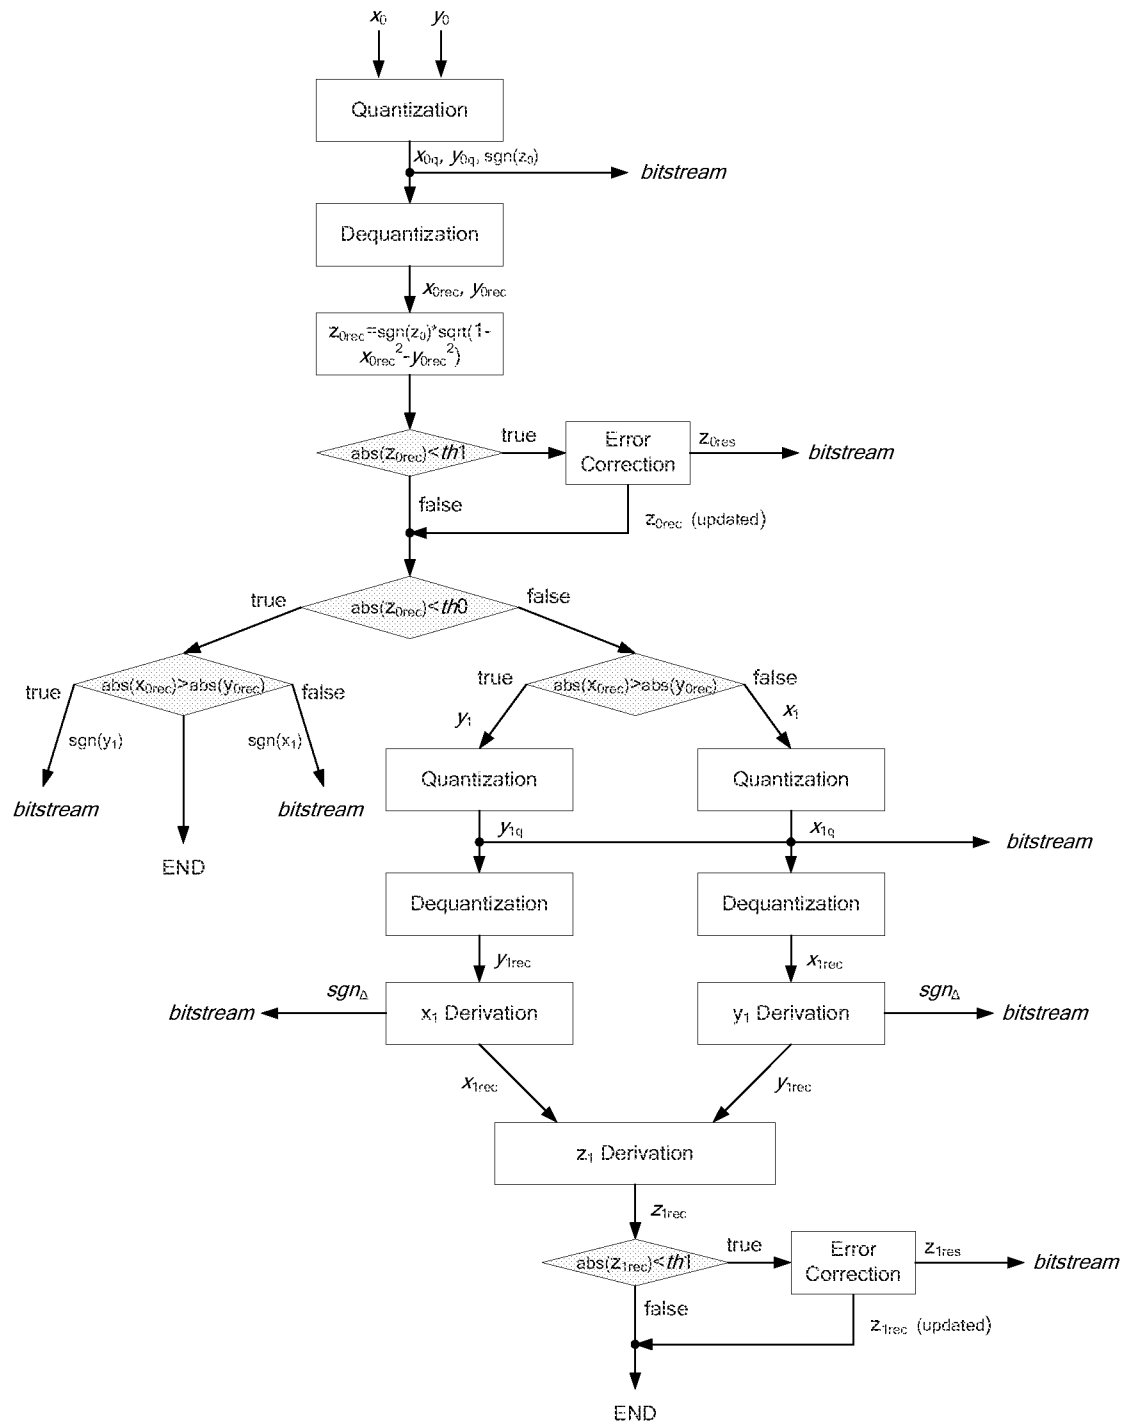 x₀ y₀
Quantization
x₀q, y₀q, sgn(z₀)
bitstream
Dequantization
x₀rec, y₀rec
z₀rec=sgn(z₀)*sqrt(1-
x₀rec²-y₀rec²)
abs(z₀rec)<th1
true
Error
Correction
z₀res
bitstream
false
z₀rec (updated)
abs(z₀rec)<th0
true
false
abs(x₀rec)>abs(y₀rec)
true
false
sgn(y₁)
sgn(x₁)
bitstream
bitstream
END
abs(x₀rec)>abs(y₀rec)
true
false
y₁
x₁
Quantization
Quantization
y₁q
x₁q
bitstream
Dequantization
Dequantization
y₁rec
x₁rec
bitstream
sgn_Δ
x₁ Derivation
y₁ Derivation
sgn_Δ
bitstream
x₁rec
y₁rec
z₁ Derivation
z₁rec
abs(z₁rec)<th1
true
Error
Correction
z₁res
bitstream
false
z₁rec (updated)
END